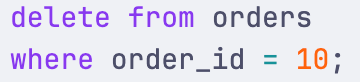 delete from orders
where order_id = 10;